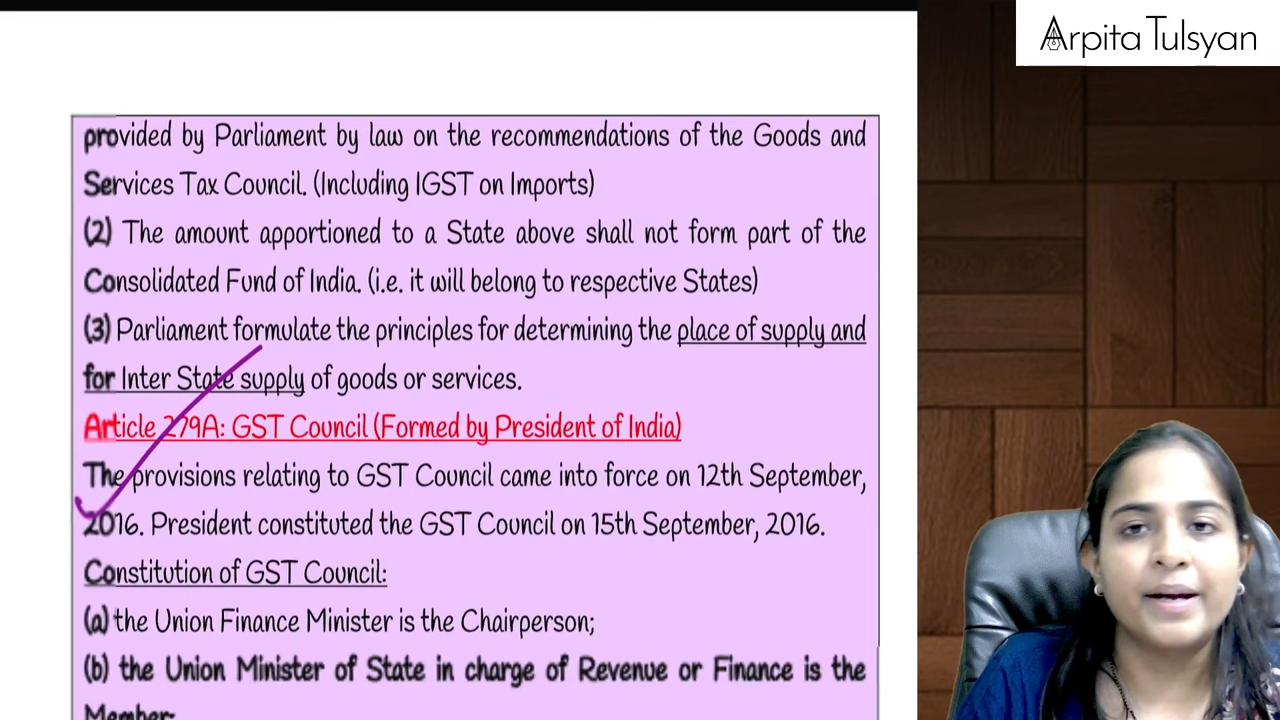 Arpita Tulsyan
provided by Parliament by law on the recommendations of the Goods and
Services Tax Council. (Including IGST on Imports)
(2) The amount apportioned to a State above shall not form part of the
Consolidated Fund of India. (i.e. it will belong to respective States)
(3) Parliament formulate the principles for determining the place of supply and
for Inter State supply of goods or services.
Article 279A: GST Council (Formed by President of India)
The provisions relating to GST Council came into force on 12th September,
2016. President constituted the GST Council on 15th September, 2016.
Constitution of GST Council:
(a) the Union Finance Minister is the Chairperson;
(b) the Union Minister of State in charge of Revenue or Finance is the
Member;